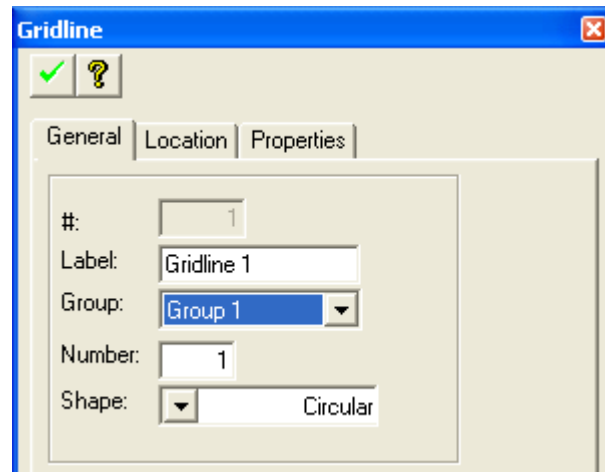 Gridline
General Location Properties
#: 1
Label: Gridline 1
Group: Group 1
Number: 1
Shape: Circular